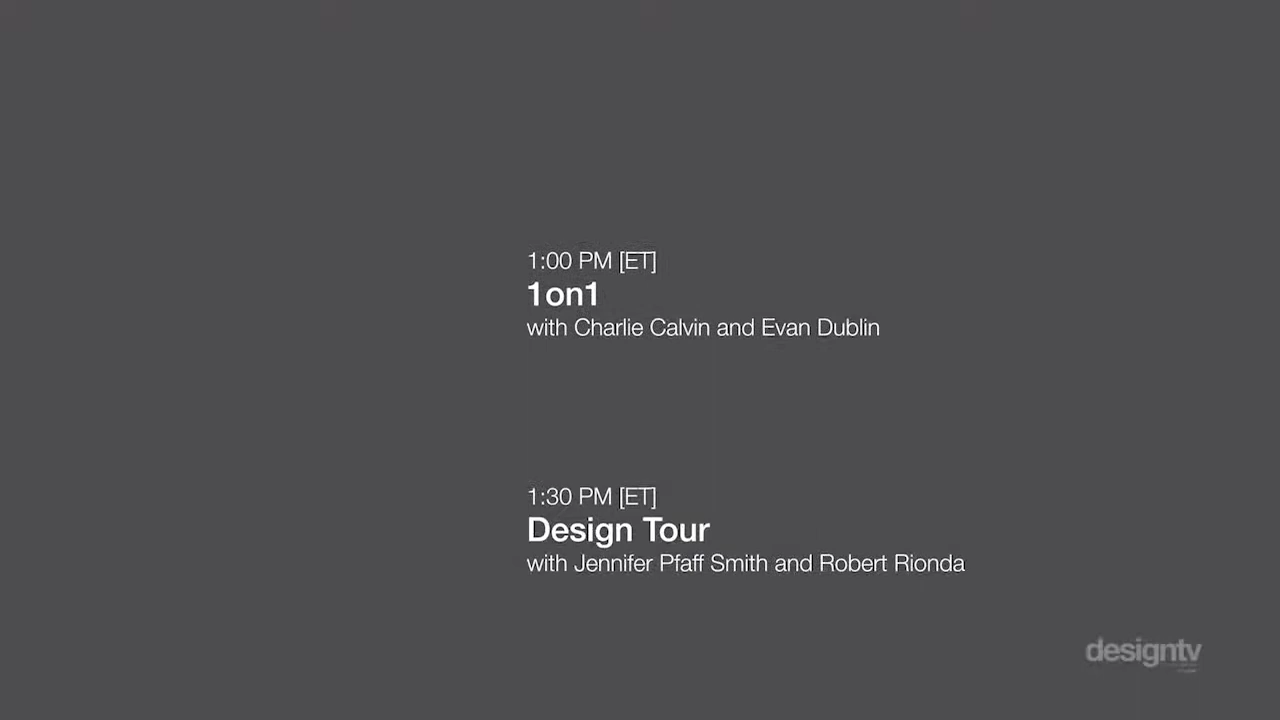 1:00 PM [ET]
1on1
with Charlie Calvin and Evan Dublin
1:30 PM [ET]
Design Tour
with Jennifer Pfaff Smith and Robert Rionda
designtv